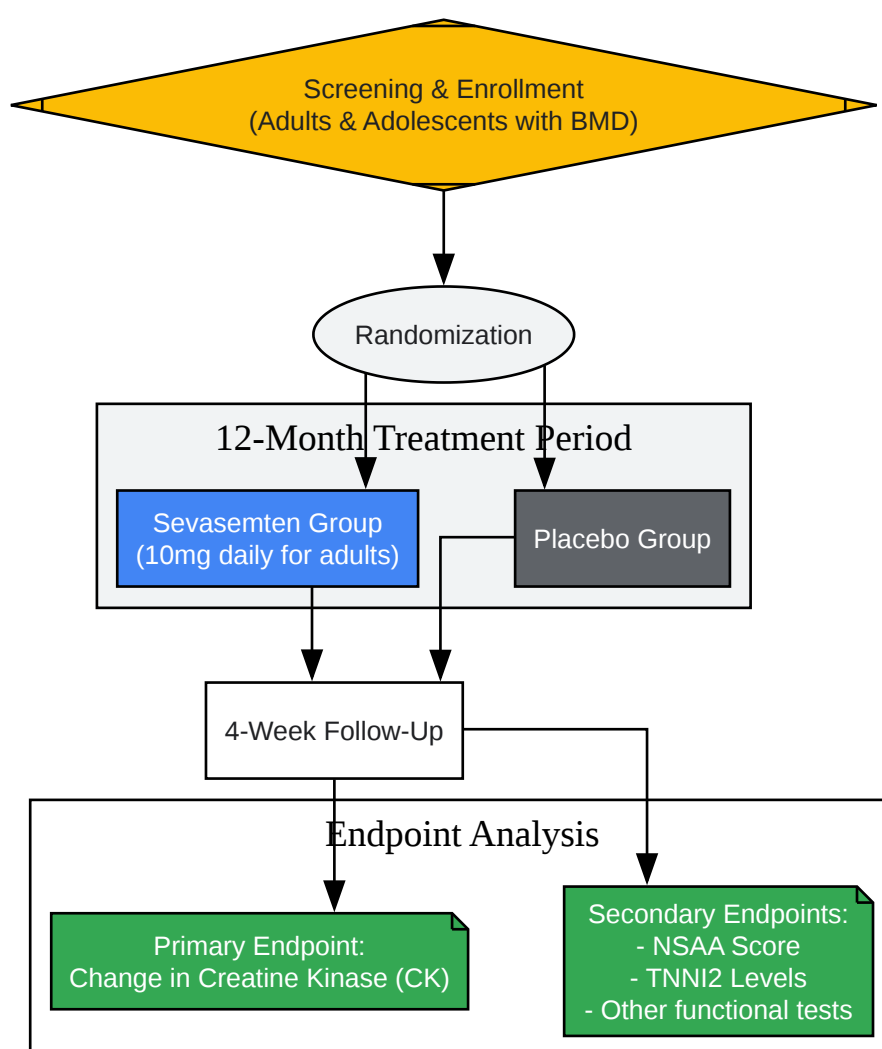 Screening & Enrollment
(Adults & Adolescents with BMD)
Randomization
12-Month Treatment Period
Sevasemten Group
(10mg daily for adults)
Placebo Group
4-Week Follow-Up
Endpoint Analysis
Primary Endpoint:
Change in Creatine Kinase (CK)
Secondary Endpoints:
- NSAA Score
- TNNI2 Levels
- Other functional tests